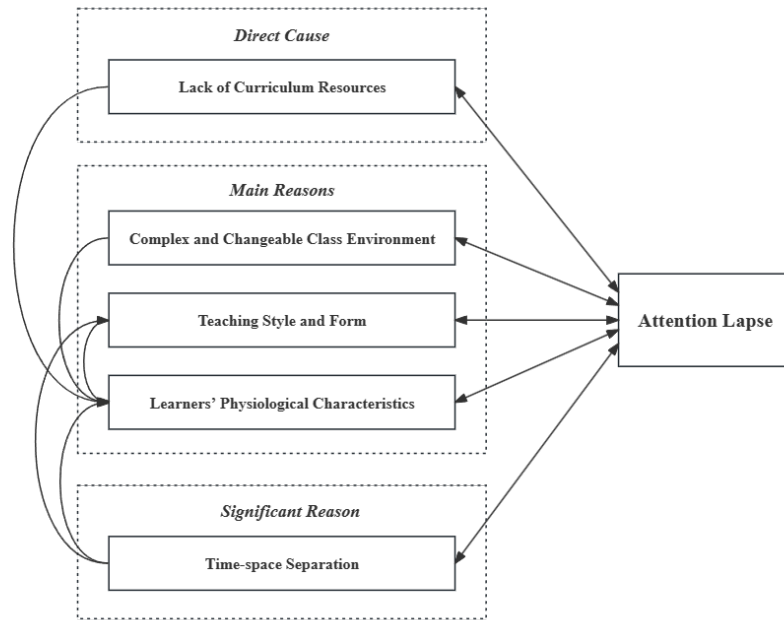 Direct Cause
Lack of Curriculum Resources
Main Reasons
Complex and Changeable Class Environment
Teaching Style and Form
Learners’ Physiological Characteristics
Significant Reason
Time-space Separation
Attention Lapse